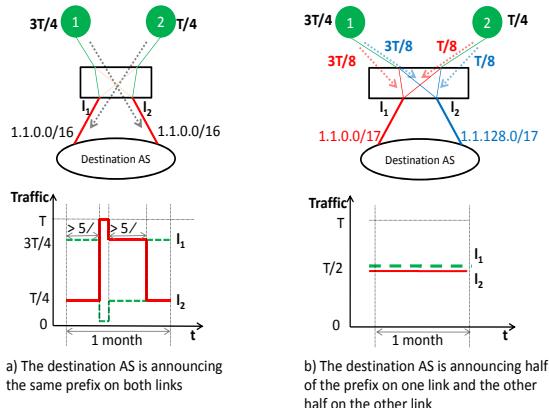 3T/4
1
2
T/4
I1
I2
1.1.0.0/16
1.1.0.0/16
Destination AS
Traffic
T
> 5/
> 5/
3T/4
I1
T/4
I2
0
1 month
t
a) The destination AS is announcing
the same prefix on both links
3T/4
1
2
T/4
3T/8
3T/8
T/8
T/8
I1
I2
1.1.0.0/17
1.1.128.0/17
Destination AS
Traffic
T
I1
T/2
I2
0
1 month
t
b) The destination AS is announcing half
of the prefix on one link and the other
half on the other link